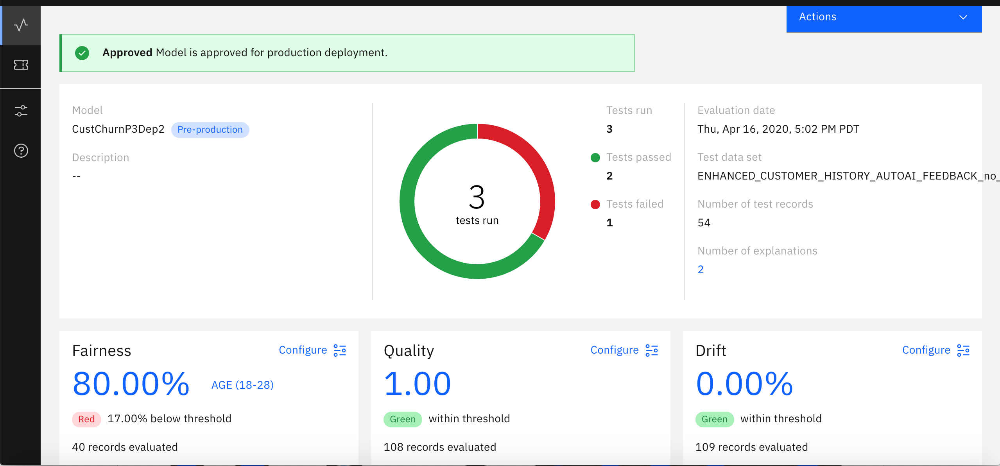 Actions
Approved Model is approved for production deployment.
Model
CustChurnP3Dep2 Pre-production
Description
--
3
tests run
Tests run
3
Tests passed
2
Tests failed
1
Evaluation date
Thu, Apr 16, 2020, 5:02 PM PDT
Test data set
ENHANCED_CUSTOMER_HISTORY_AUTOAI_FEEDBACK_no_
Number of test records
54
Number of explanations
2
Fairness Configure
80.00% AGE (18-28)
Red 17.00% below threshold
40 records evaluated
Quality Configure
1.00
Green within threshold
108 records evaluated
Drift Configure
0.00%
Green within threshold
109 records evaluated